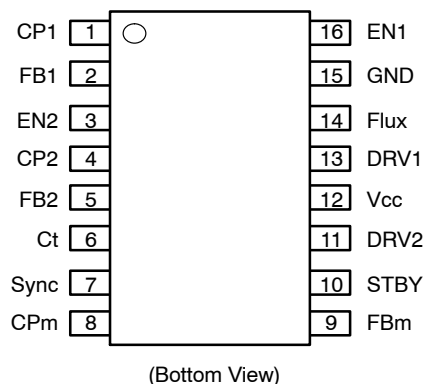 CP1 1 16 EN1
FB1 2 15 GND
EN2 3 14 Flux
CP2 4 13 DRV1
FB2 5 12 Vcc
Ct 6 11 DRV2
Sync 7 10 STBY
CPm 8 9 FBm
(Bottom View)